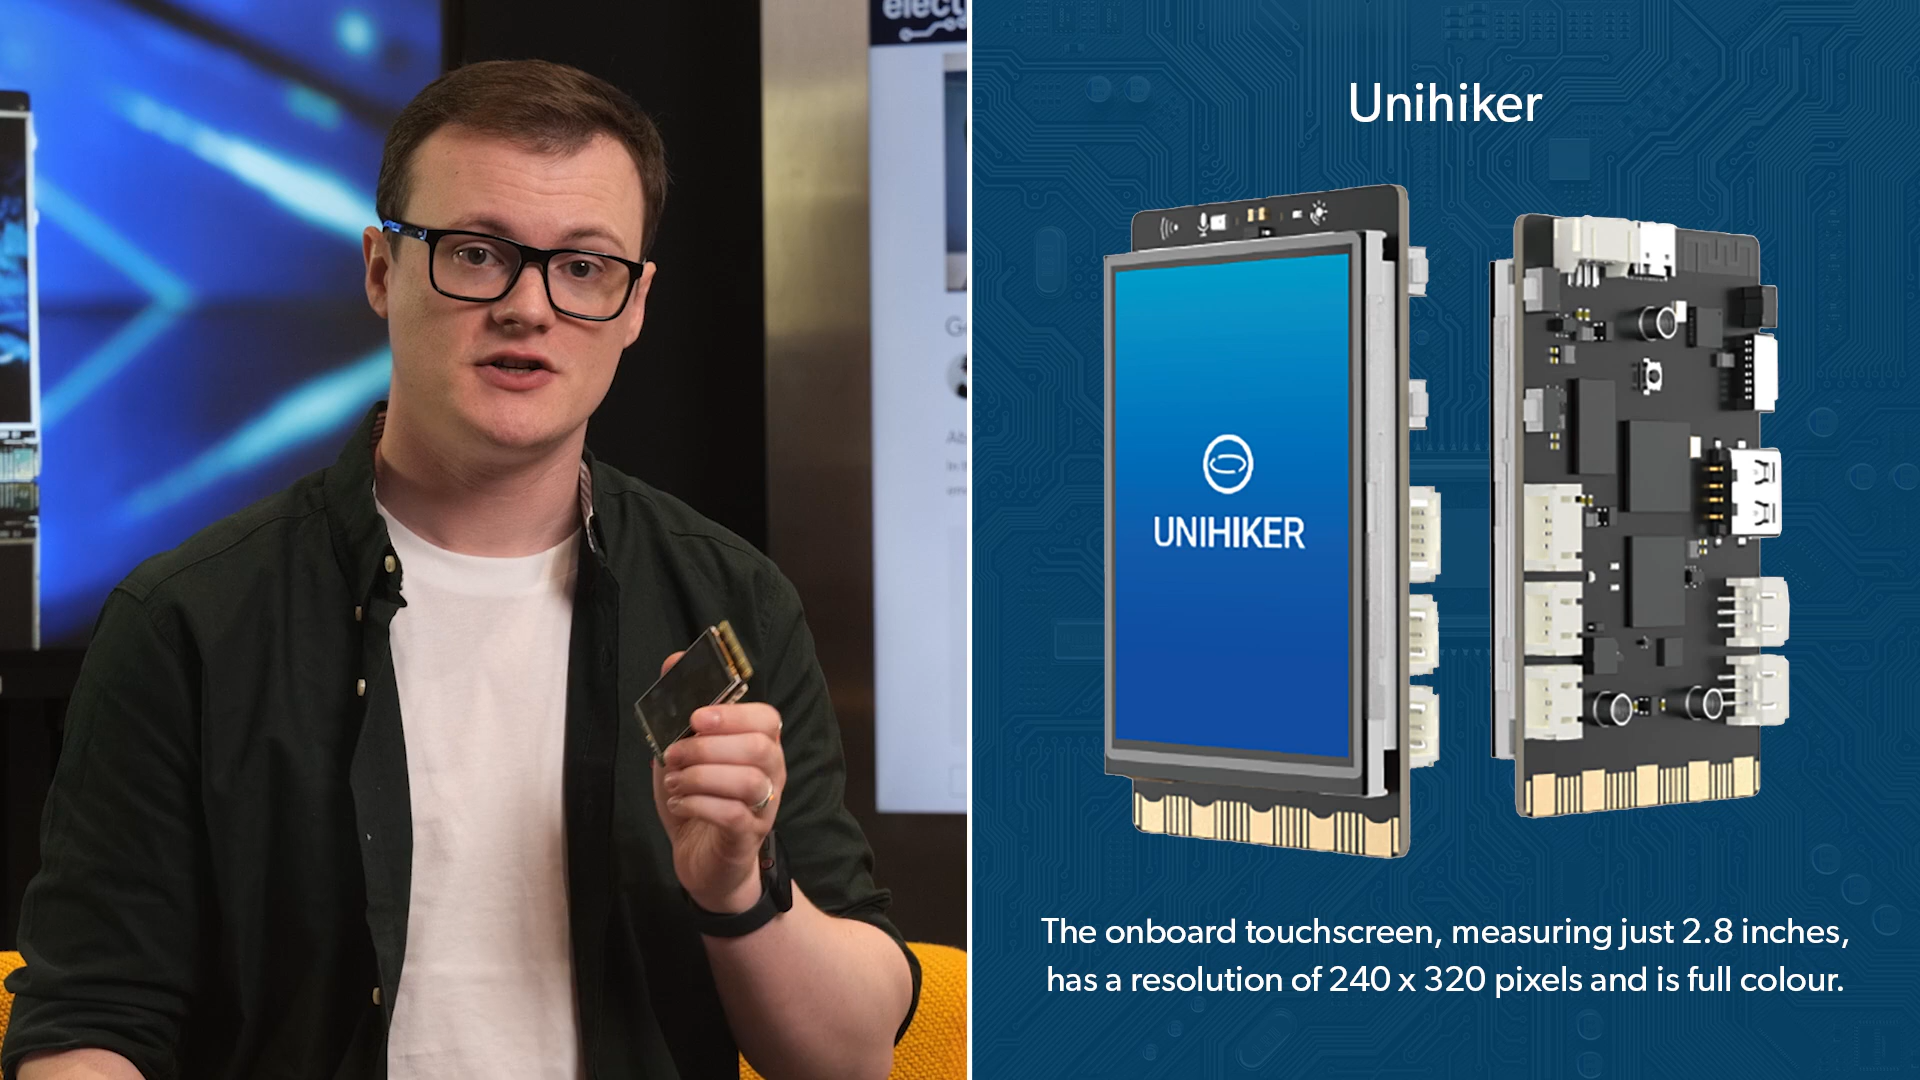 elect
Unihiker
UNIHIKER
The onboard touchscreen, measuring just 2.8 inches,
has a resolution of 240 x 320 pixels and is full colour.